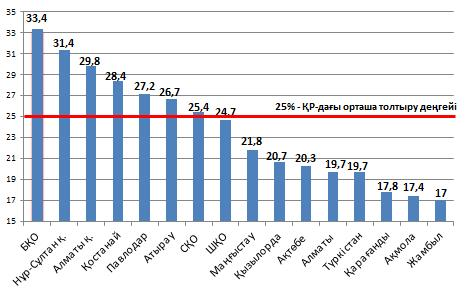 35
33
31
29
27
25
23
21
19
17
15
33,4
31,4
29,8
28,4
27,2
26,7
25,4
24,7
21,8
20,7
20,3
19,7
19,7
17,8
17,4
17
25% - ҚР-дағы орташа толтыру деңгейі
БҚО
Нұр-Сұлтан қ.
Алматы қ.
Қостанай
Павлодар
Атырау
СҚО
ШҚО
Маңғыстау
Қызылорда
Ақтөбе
Алматы
Түркістан
Қарағанды
Ақмола
Жамбыл